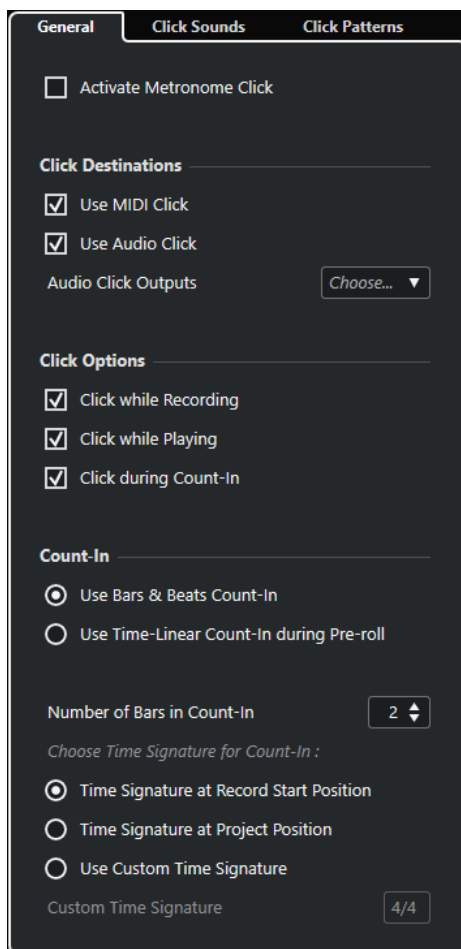 General Click Sounds Click Patterns
Activate Metronome Click
Click Destinations
Use MIDI Click
Use Audio Click
Audio Click Outputs Choose...
Click Options
Click while Recording
Click while Playing
Click during Count-In
Count-In
Use Bars & Beats Count-In
Use Time-Linear Count-In during Pre-roll
Number of Bars in Count-In 2
Choose Time Signature for Count-In :
Time Signature at Record Start Position
Time Signature at Project Position
Use Custom Time Signature
Custom Time Signature 4/4